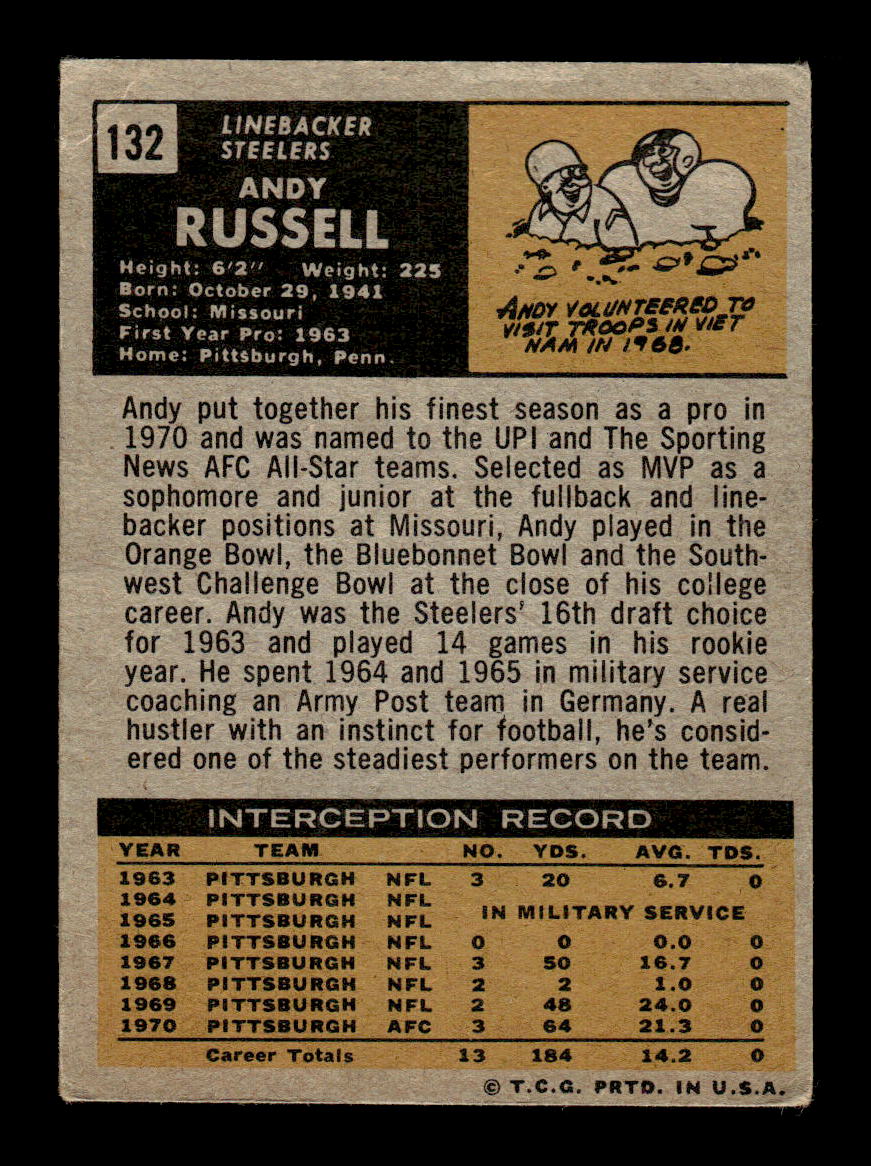 132
LINEBACKER
STEELERS
ANDY
RUSSELL
Height: 6'2" Weight: 225
Born: October 29, 1941
School: Missouri
First Year Pro: 1963
Home: Pittsburgh, Penn.
ANDY VOLUNTEERED TO
VISIT TROOPS IN VIET
NAM IN 1968.
Andy put together his finest season as a pro in
1970 and was named to the UPI and The Sporting
News AFC All-Star teams. Selected as MVP as a
sophomore and junior at the fullback and line-
backer positions at Missouri, Andy played in the
Orange Bowl, the Bluebonnet Bowl and the South-
west Challenge Bowl at the close of his college
career. Andy was the Steelers' 16th draft choice
for 1963 and played 14 games in his rookie
year. He spent 1964 and 1965 in military service
coaching an Army Post team in Germany. A real
hustler with an instinct for football, he's consid-
ered one of the steadiest performers on the team.
INTERCEPTION RECORD
YEAR TEAM NO. YDS. AVG. TDS.
1963 PITTSBURGH NFL 3 20 6.7 0
1964 PITTSBURGH NFL
IN MILITARY SERVICE
1965 PITTSBURGH NFL
1966 PITTSBURGH NFL 0 0 0.0 0
1967 PITTSBURGH NFL 3 50 16.7 0
1968 PITTSBURGH NFL 2 2 1.0 0
1969 PITTSBURGH NFL 2 48 24.0 0
1970 PITTSBURGH AFC 3 64 21.3 0
Career Totals 13 184 14.2 0
© T.C.G. PRTD. IN U.S.A.